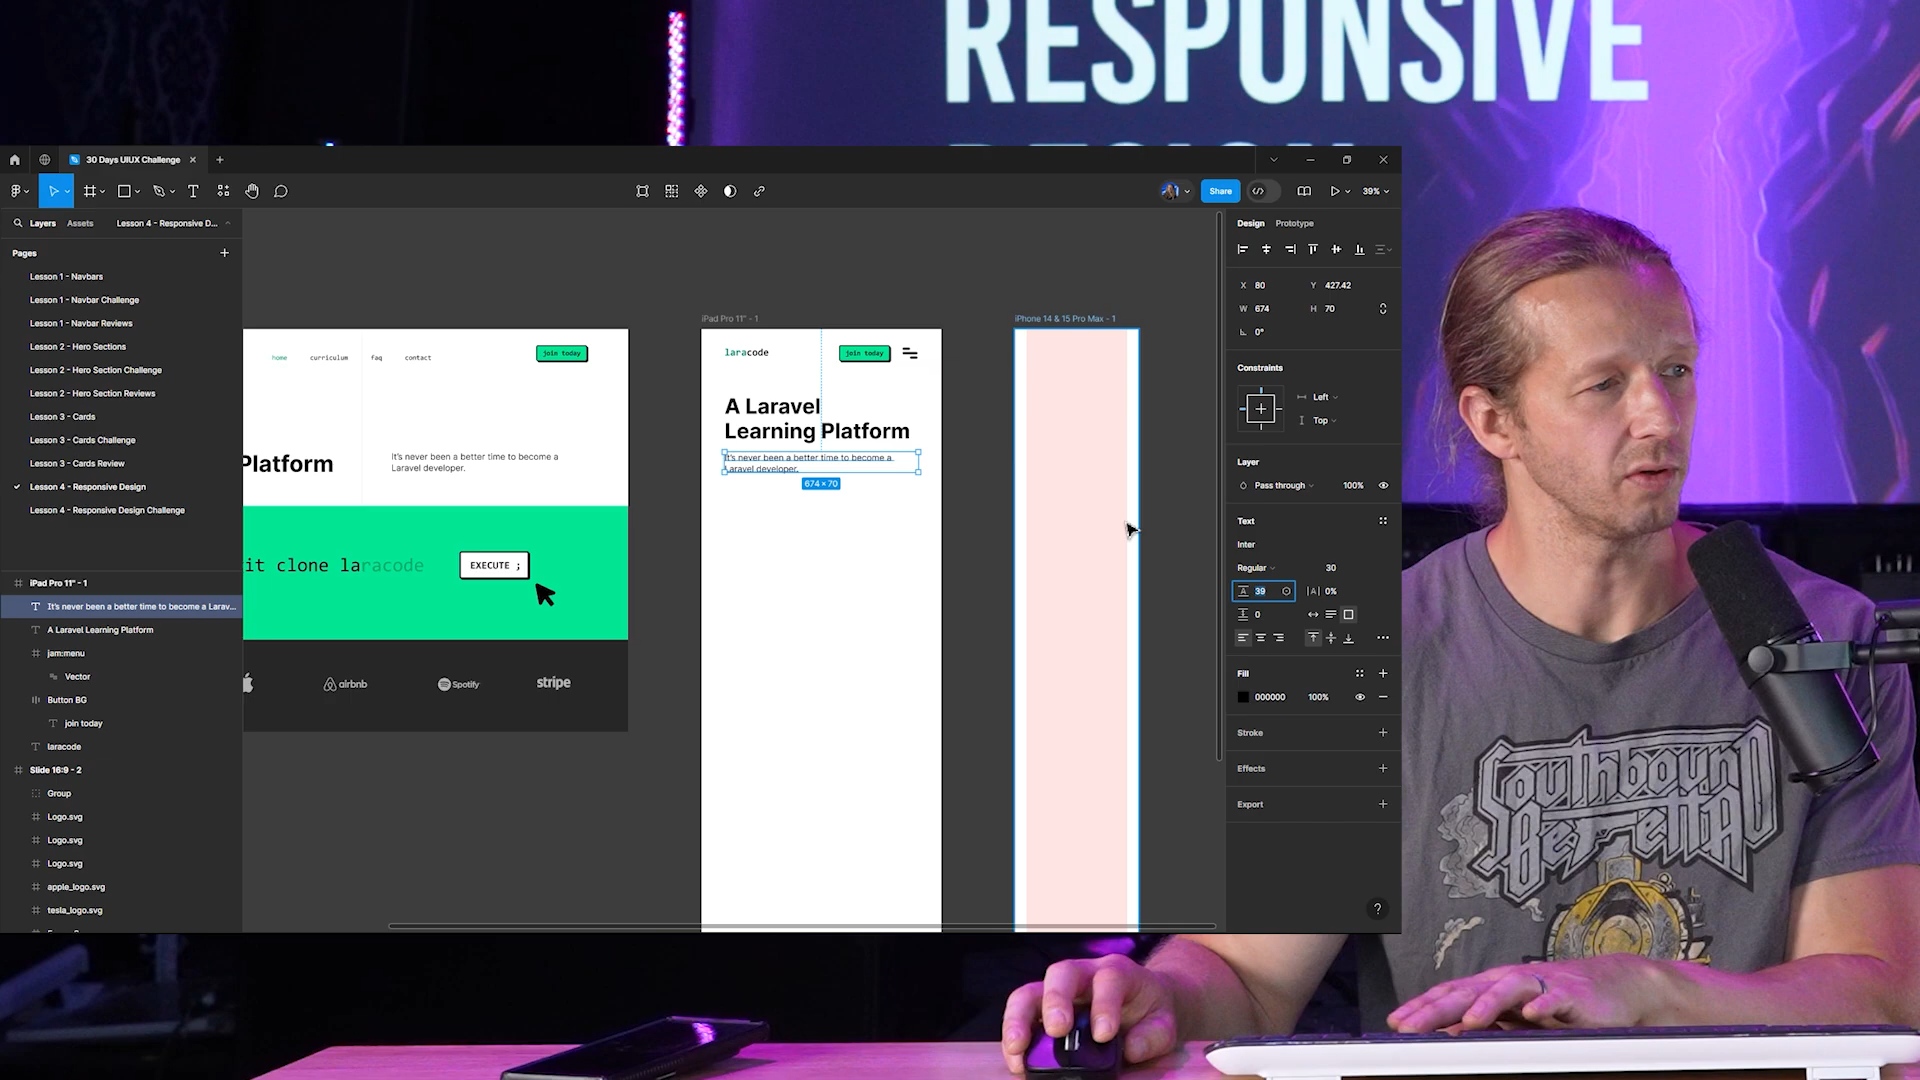 RESPONSIVE
30 Days UIUX Challenge
Share
39%
Layers
Assets
Lesson 4 - Responsive D...
Design
Prototype
Pages
Lesson 1 - Navbars
Lesson 1 - Navbar Challenge
Lesson 1 - Navbar Reviews
Lesson 2 - Hero Sections
Lesson 2 - Hero Section Challenge
Lesson 2 - Hero Section Reviews
Lesson 3 - Cards
Lesson 3 - Cards Challenge
Lesson 3 - Cards Review
Lesson 4 - Responsive Design
Lesson 4 - Responsive Design Challenge
iPad Pro 11" - 1
It's never been a better time to become a Larav...
A Laravel Learning Platform
jam:menu
Vector
Button BG
join today
laracode
Slide 16:9 - 2
Group
Logo.svg
Logo.svg
Logo.svg
apple_logo.svg
tesla_logo.svg
home
curriculum
faq
contact
join today
Platform
It's never been a better time to become a
Laravel developer.
it clone laracode
EXECUTE ;
airbnb
Spotify
stripe
iPad Pro 11" - 1
laracode
join today
A Laravel
Learning Platform
It's never been a better time to become a
Laravel developer.
674 × 70
iPhone 14 & 15 Pro Max - 1
X 80
Y 427.42
W 674
H 70
0°
Constraints
Left
Top
Layer
Pass through
100%
Text
Inter
Regular
30
39
0%
0
Fill
000000
100%
Stroke
Effects
Export
?
Southbound
Beretta